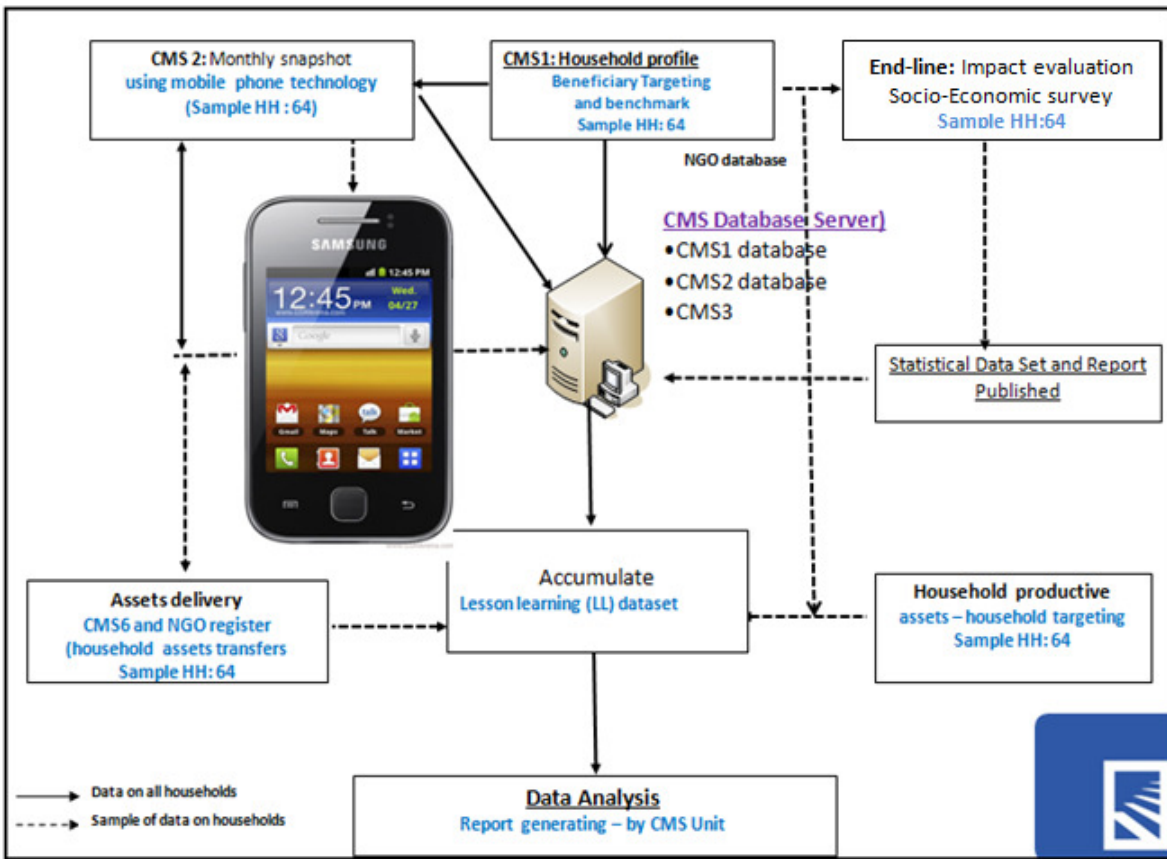 CMS 2: Monthly snapshot
using mobile phone technology
(Sample HH : 64)
CMS1: Household profile
Beneficiary Targeting
and benchmark
Sample HH: 64
End-line: Impact evaluation
Socio-Economic survey
Sample HH:64
NGO database
CMS Database Server)
•CMS1 database
•CMS2 database
•CMS3
SAMSUNG
12:45 PM
12:45PM
Wed.
04/27
Google
Gmail
Maps
Talk
Market
Statistical Data Set and Report
Published
Assets delivery
CMS6 and NGO register
(household assets transfers
Sample HH: 64
Accumulate
Lesson learning (LL) dataset
Household productive
assets – household targeting
Sample HH: 64
Data on all households
Sample of data on households
Data Analysis
Report generating – by CMS Unit